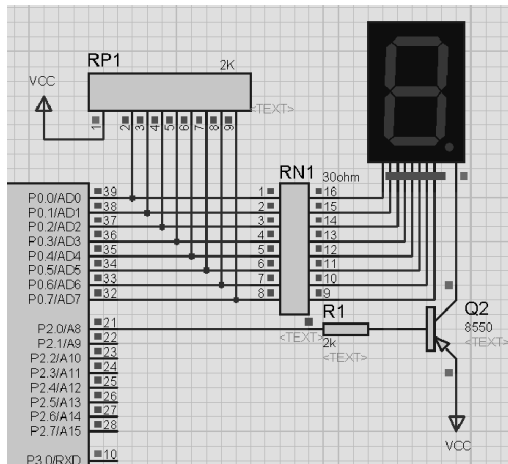 RP1
2K
VCC
<TEXT>
1
2
3
4
5
6
7
8
9
RN1
30ohm
P0.0/AD0 39 1 16
P0.1/AD1 38 2 15
P0.2/AD2 37 3 14
P0.3/AD3 36 4 13
P0.4/AD4 35 5 12
P0.5/AD5 34 6 11
P0.6/AD6 33 7 10
P0.7/AD7 32 8 9
P2.0/A8 21
P2.1/A9 22
P2.2/A10 23
P2.3/A11 24
P2.4/A12 25
P2.5/A13 26
P2.6/A14 27
P2.7/A15 28
P3.0/RXD 10
<TEXT>
R1
2k
<TEXT>
Q2
8550
<TEXT>
VCC